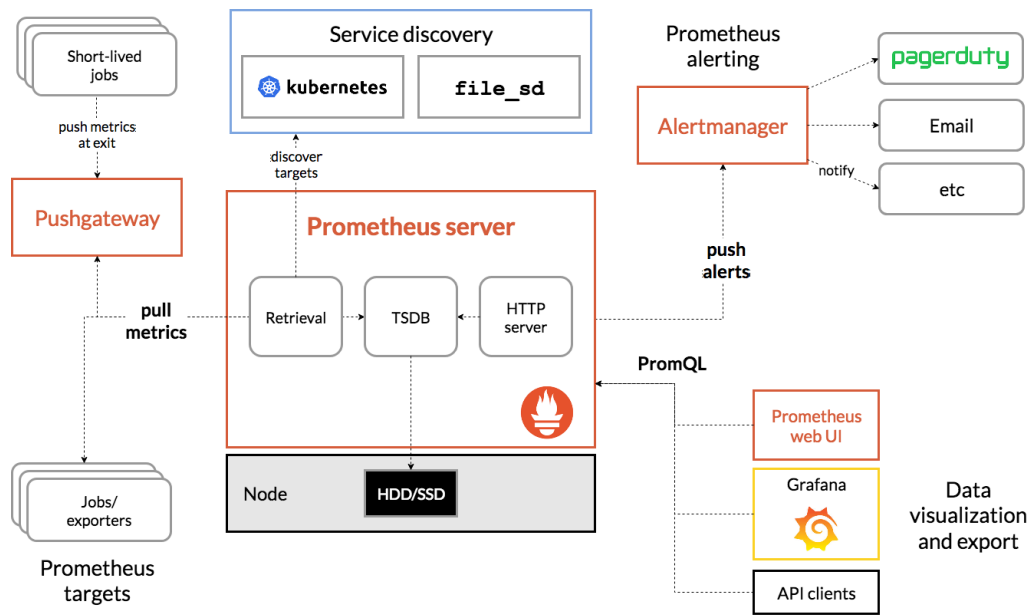 Short-lived
jobs
push metrics
at exit
Pushgateway
Service discovery
kubernetes
file_sd
discover
targets
Prometheus
alerting
Alertmanager
pagerduty
Email
notify
etc
Prometheus server
Retrieval
TSDB
HTTP
server
pull
metrics
push
alerts
PromQL
Node
HDD/SSD
Jobs/
exporters
Prometheus
targets
Prometheus
web UI
Grafana
API clients
Data
visualization
and export